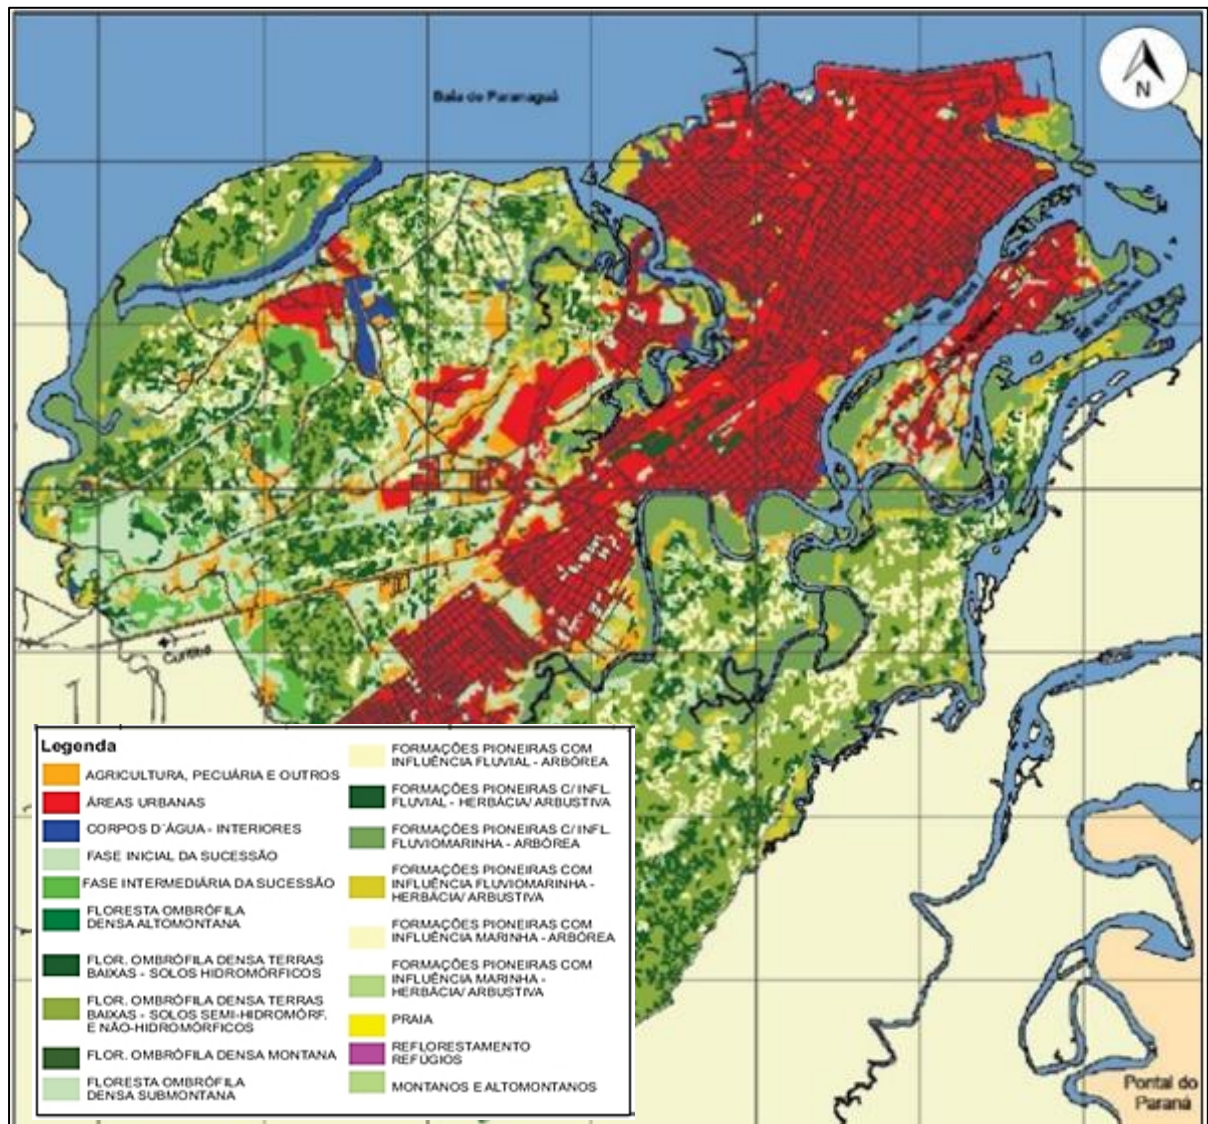 N
Baía de Paranaguá
Curitiba
Legenda
AGRICULTURA, PECUÁRIA E OUTROS
ÁREAS URBANAS
CORPOS D´ÁGUA - INTERIORES
FASE INICIAL DA SUCESSÃO
FASE INTERMEDIÁRIA DA SUCESSÃO
FLORESTA OMBRÓFILA
DENSA ALTOMONTANA
FLOR. OMBRÓFILA DENSA TERRAS
BAIXAS - SOLOS HIDROMÓRFICOS
FLOR. OMBRÓFILA DENSA TERRAS
BAIXAS - SOLOS SEMI-HIDROMÓRF.
E NÃO-HIDROMÓRFICOS
FLOR. OMBRÓFILA DENSA MONTANA
FLORESTA OMBRÓFILA
DENSA SUBMONTANA
FORMAÇÕES PIONEIRAS COM
INFLUÊNCIA FLUVIAL - ARBÓREA
FORMAÇÕES PIONEIRAS C/ INFL.
FLUVIAL - HERBÁCIA/ ARBUSTIVA
FORMAÇÕES PIONEIRAS C/ INFL.
FLUVIOMARINHA - ARBÓREA
FORMAÇÕES PIONEIRAS COM
INFLUÊNCIA FLUVIOMARINHA -
HERBÁCIA/ ARBUSTIVA
FORMAÇÕES PIONEIRAS COM
INFLUÊNCIA MARINHA - ARBÓREA
FORMAÇÕES PIONEIRAS COM
INFLUÊNCIA MARINHA -
HERBÁCIA/ ARBUSTIVA
PRAIA
REFLORESTAMENTO
REFÚGIOS
MONTANOS E ALTOMONTANOS
Pontal do
Paraná